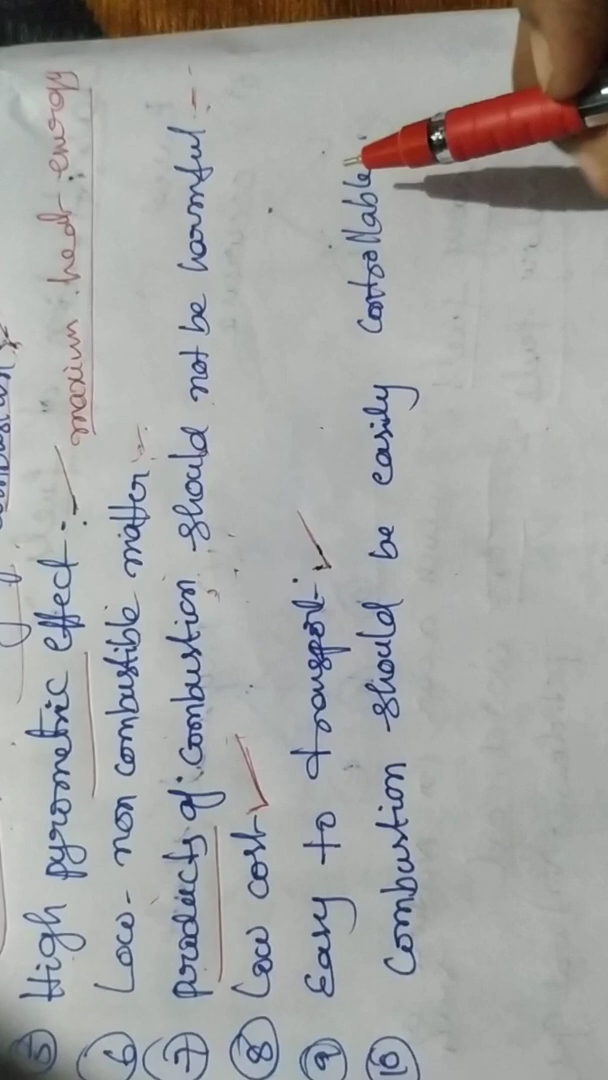 ⑤ High pyrometric effect :- maxium heat energy
⑥ Low - non combustible matter :-
⑦ products of combustion should not be harmful :-
⑧ Low cost
⑨ Easy to transport
⑩ Combustion should be easily controllable